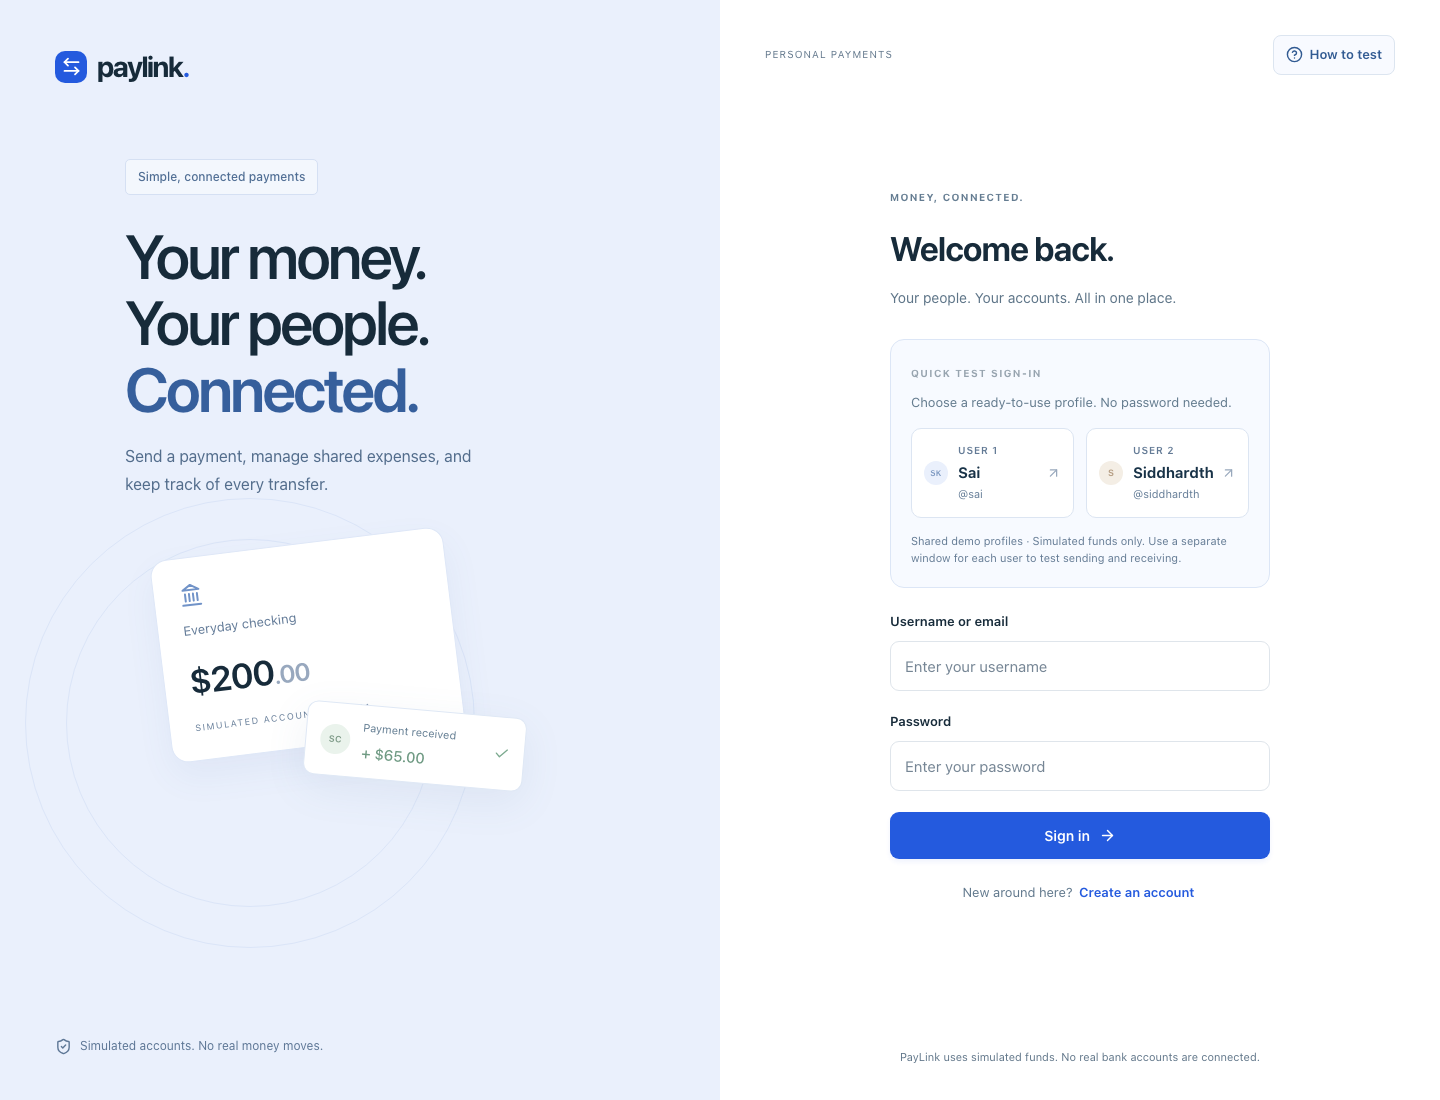 paylink.
Simple, connected payments
Your money.
Your people.
Connected.
Send a payment, manage shared expenses, and
keep track of every transfer.
Everyday checking
$200.00
SIMULATED
SC
Payment received
+ $65.00
Simulated accounts. No real money moves.
PERSONAL PAYMENTS
How to test
MONEY, CONNECTED.
Welcome back.
Your people. Your accounts. All in one place.
QUICK TEST SIGN-IN
Choose a ready-to-use profile. No password needed.
USER 1
SK
Sai
@sai
USER 2
S
Siddhardth
@siddhardth
Shared demo profiles · Simulated funds only. Use a separate
window for each user to test sending and receiving.
Username or email
Enter your username
Password
Enter your password
Sign in
New around here? Create an account
PayLink uses simulated funds. No real bank accounts are connected.